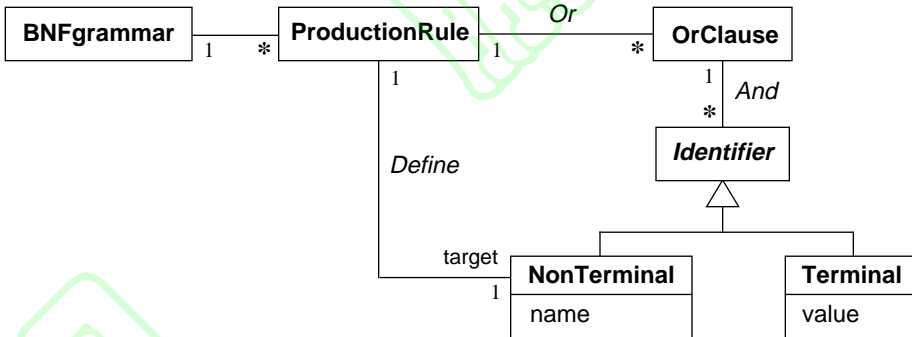 Or
BNFgrammar 1 * ProductionRule 1 * OrClause
1 1 And
*
Define Identifier
target
1 NonTerminal Terminal
name value